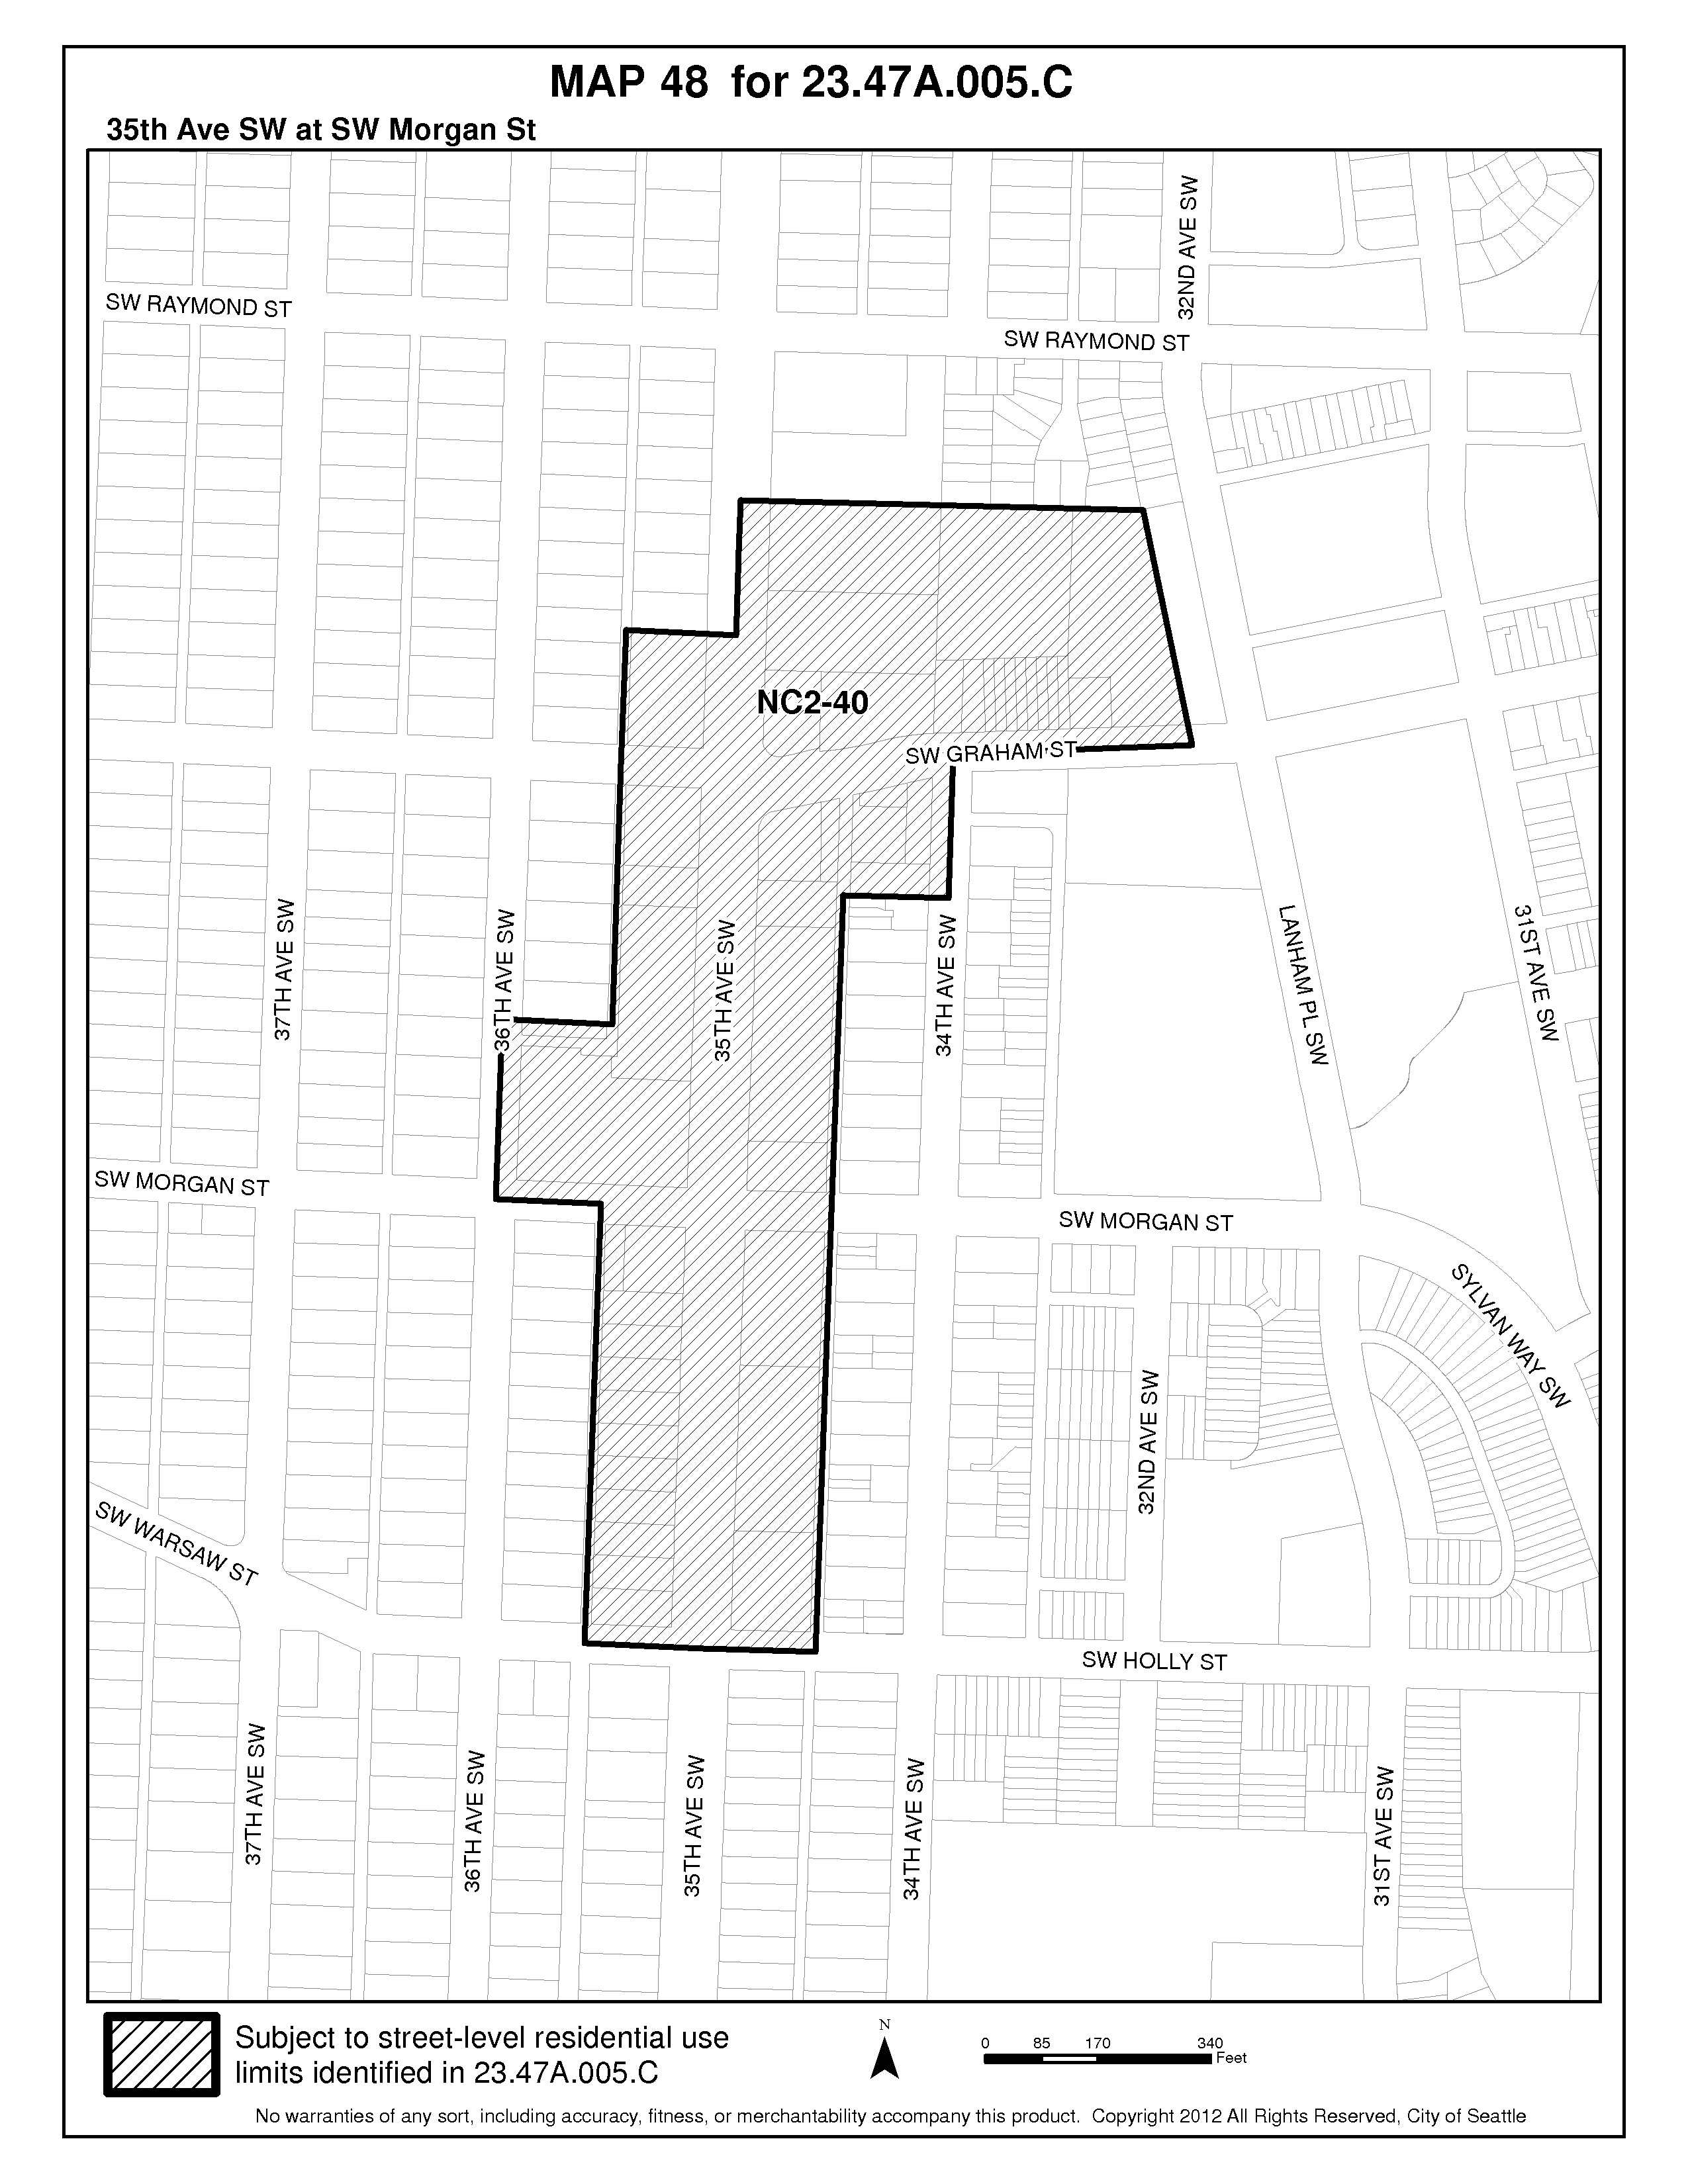 MAP 48 for 23.47A.005.C
35th Ave SW at SW Morgan St
32ND AVE SW
SW RAYMOND ST
SW RAYMOND ST
NC2-40
SW GRAHAM ST
37TH AVE SW
36TH AVE SW
35TH AVE SW
34TH AVE SW
LANHAM PL SW
31ST AVE SW
SW MORGAN ST
SW MORGAN ST
SYLVAN WAY SW
32ND AVE SW
SW WARSAW ST
SW HOLLY ST
37TH AVE SW
36TH AVE SW
35TH AVE SW
34TH AVE SW
31ST AVE SW
Subject to street-level residential use
limits identified in 23.47A.005.C
N
0 85 170 340
Feet
No warranties of any sort, including accuracy, fitness, or merchantability accompany this product. Copyright 2012 All Rights Reserved, City of Seattle